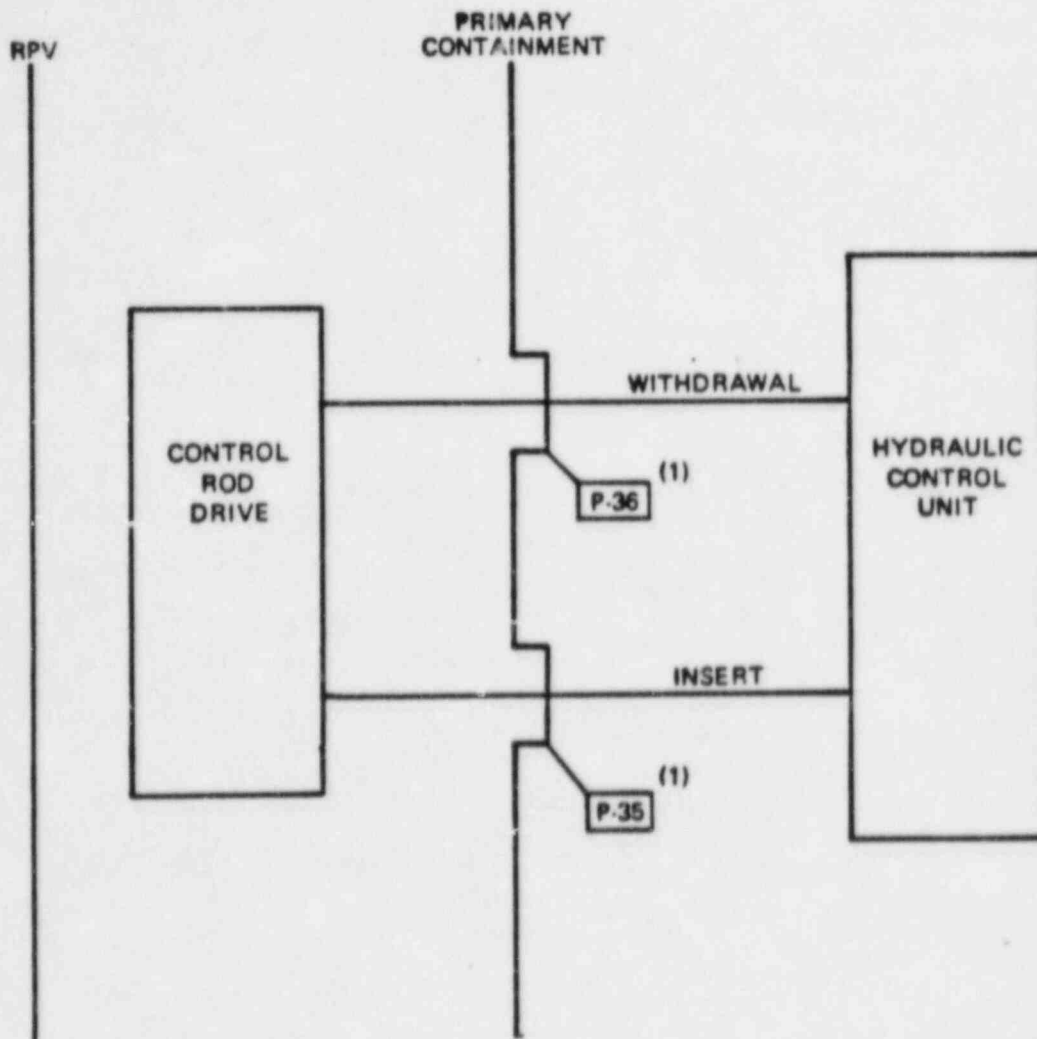 RPV
PRIMARY
CONTAINMENT
WITHDRAWAL
CONTROL
ROD
DRIVE
HYDRAULIC
CONTROL
UNIT
(1)
P-36
INSERT
(1)
P-35